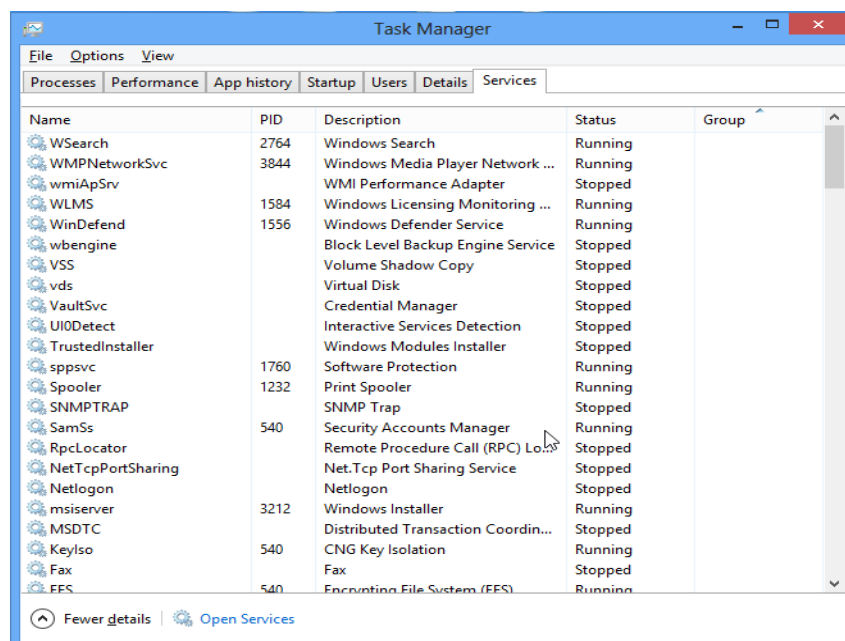 Task Manager
File Options View
Processes Performance App history Startup Users Details Services
Name PID Description Status Group
WSearch 2764 Windows Search Running
WMPNetworkSvc 3844 Windows Media Player Network ... Running
wmiApSrv WMI Performance Adapter Stopped
WLMS 1584 Windows Licensing Monitoring ... Running
WinDefend 1556 Windows Defender Service Running
wbengine Block Level Backup Engine Service Stopped
VSS Volume Shadow Copy Stopped
vds Virtual Disk Stopped
VaultSvc Credential Manager Stopped
UI0Detect Interactive Services Detection Stopped
TrustedInstaller Windows Modules Installer Stopped
sppsvc 1760 Software Protection Running
Spooler 1232 Print Spooler Running
SNMPTRAP SNMP Trap Stopped
SamSs 540 Security Accounts Manager Running
RpcLocator Remote Procedure Call (RPC) Lo... Stopped
NetTcpPortSharing Net.Tcp Port Sharing Service Stopped
Netlogon Netlogon Stopped
msiserver 3212 Windows Installer Running
MSDTC Distributed Transaction Coordin... Stopped
KeyIso 540 CNG Key Isolation Running
Fax Fax Stopped
EFS 540 Encrypting File System (EFS) Running
Fewer details Open Services